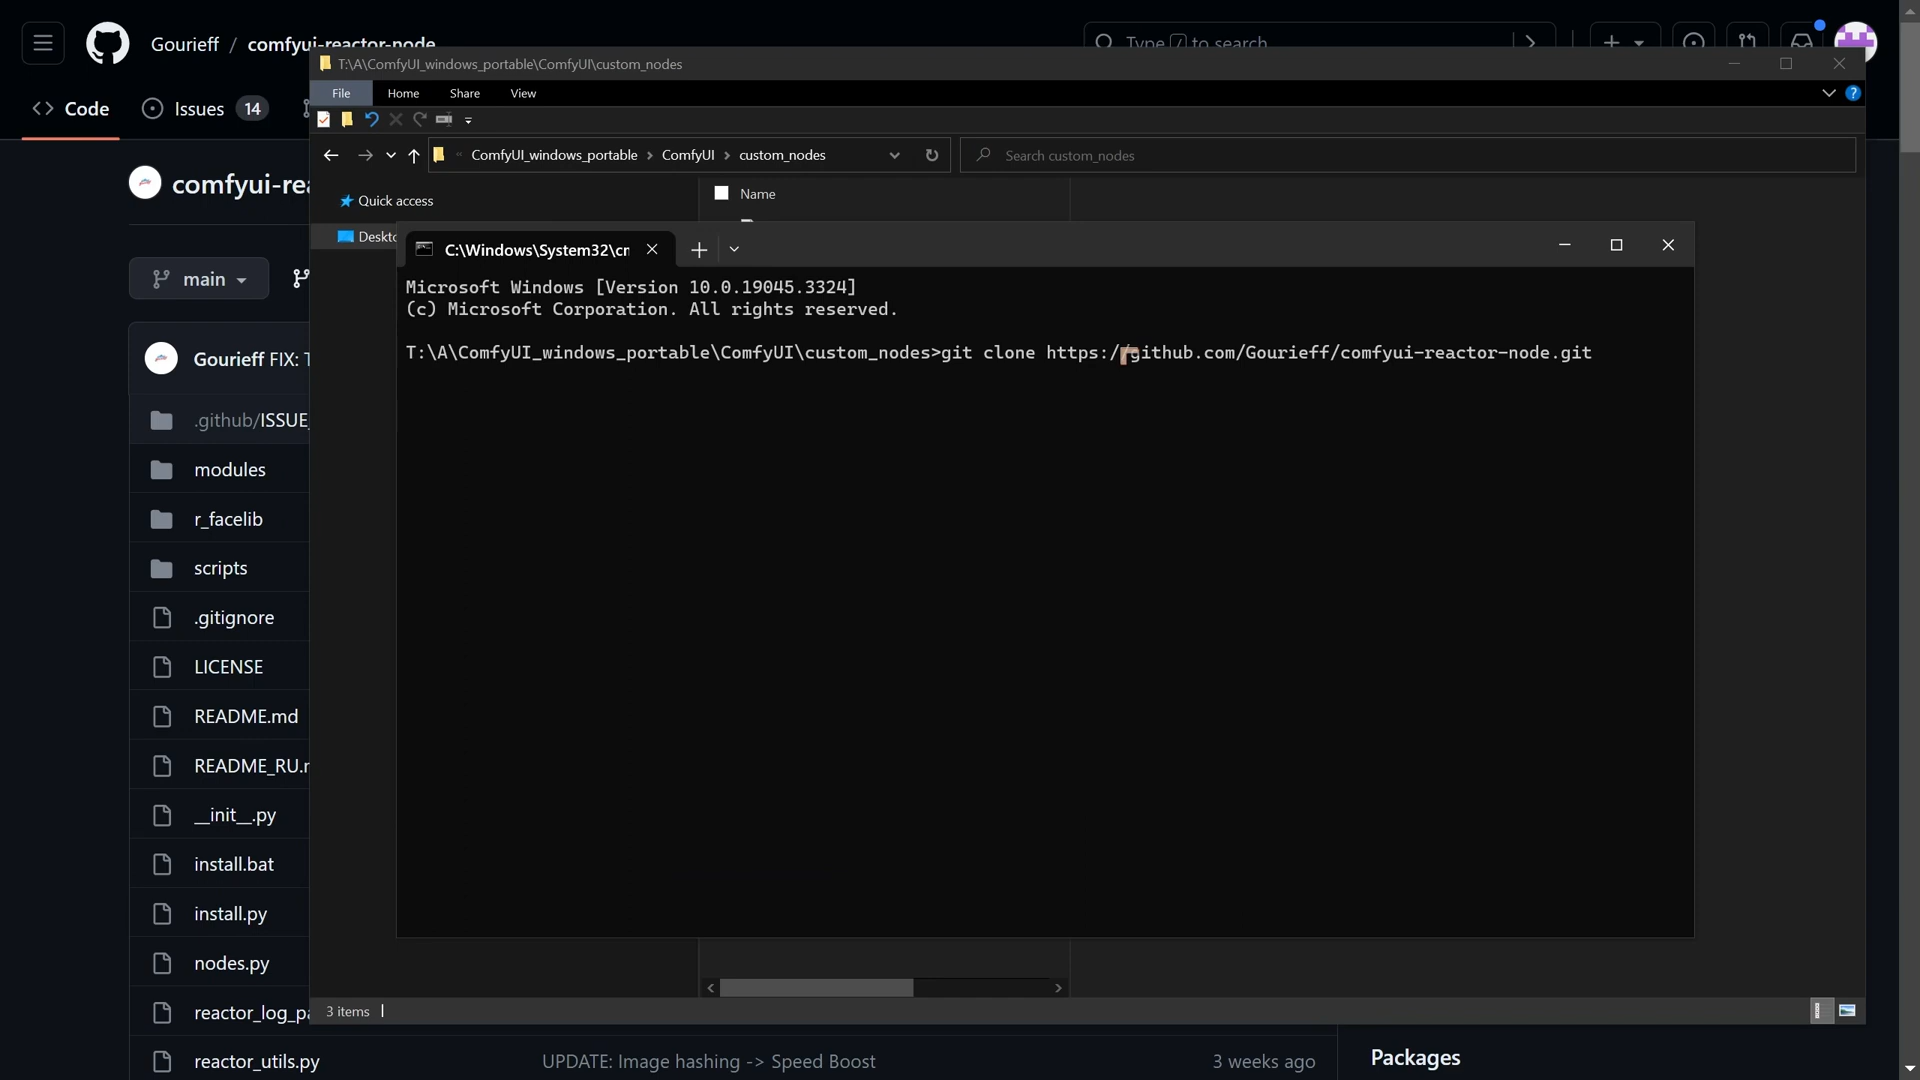 Gourieff / comfyui-reactor-node
Type / to search
T:\A\ComfyUI_windows_portable\ComfyUI\custom_nodes
File Home Share View
Code Issues 14
ComfyUI_windows_portable > ComfyUI > custom_nodes
Search custom_nodes
comfyui-rea
Quick access
Name
Deskto
C:\Windows\System32\cm
main
Microsoft Windows [Version 10.0.19045.3324]
(c) Microsoft Corporation. All rights reserved.
T:\A\ComfyUI_windows_portable\ComfyUI\custom_nodes>git clone https://github.com/Gourieff/comfyui-reactor-node.git
Gourieff FIX: T
.github/ISSUE_
modules
r_facelib
scripts
.gitignore
LICENSE
README.md
README_RU.r
__init__.py
install.bat
install.py
nodes.py
reactor_log_pa
3 items
reactor_utils.py UPDATE: Image hashing -> Speed Boost 3 weeks ago
Packages